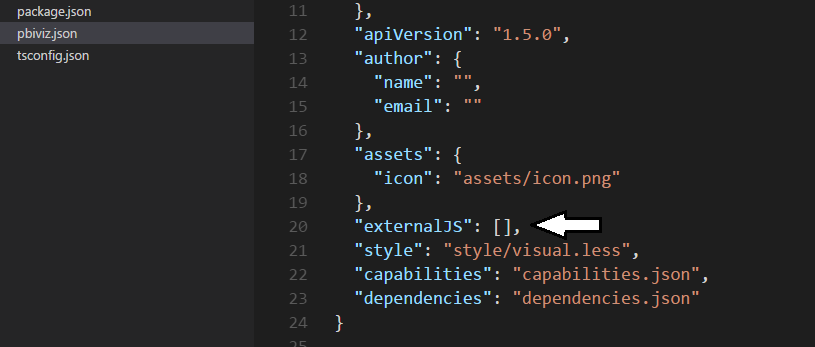 package.json
pbiviz.json
tsconfig.json
11 },
12 "apiVersion": "1.5.0",
13 "author": {
14 "name": "",
15 "email": ""
16 },
17 "assets": {
18 "icon": "assets/icon.png"
19 },
20 "externalJS": [],
21 "style": "style/visual.less",
22 "capabilities": "capabilities.json",
23 "dependencies": "dependencies.json"
24 }
25